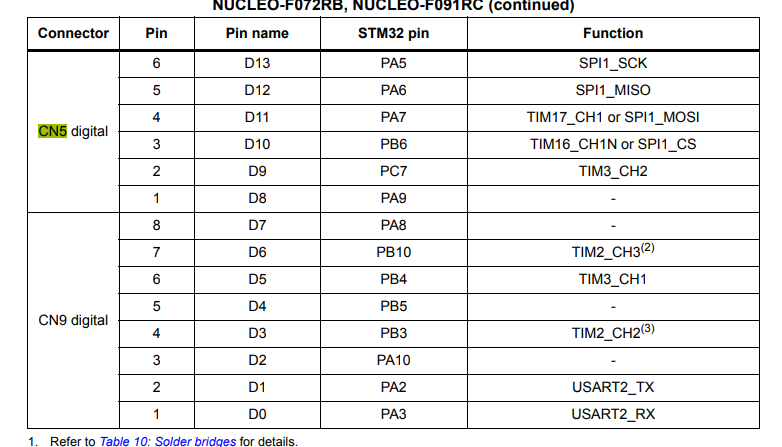 NUCLEO-F072RB, NUCLEO-F091RC (continued)
Connector Pin Pin name STM32 pin Function
CN5 digital
6 D13 PA5 SPI1_SCK
5 D12 PA6 SPI1_MISO
4 D11 PA7 TIM17_CH1 or SPI1_MOSI
3 D10 PB6 TIM16_CH1N or SPI1_CS
2 D9 PC7 TIM3_CH2
1 D8 PA9 -
CN9 digital
8 D7 PA8 -
7 D6 PB10 TIM2_CH3(2)
6 D5 PB4 TIM3_CH1
5 D4 PB5 -
4 D3 PB3 TIM2_CH2(3)
3 D2 PA10 -
2 D1 PA2 USART2_TX
1 D0 PA3 USART2_RX
1. Refer to Table 10: Solder bridges for details.